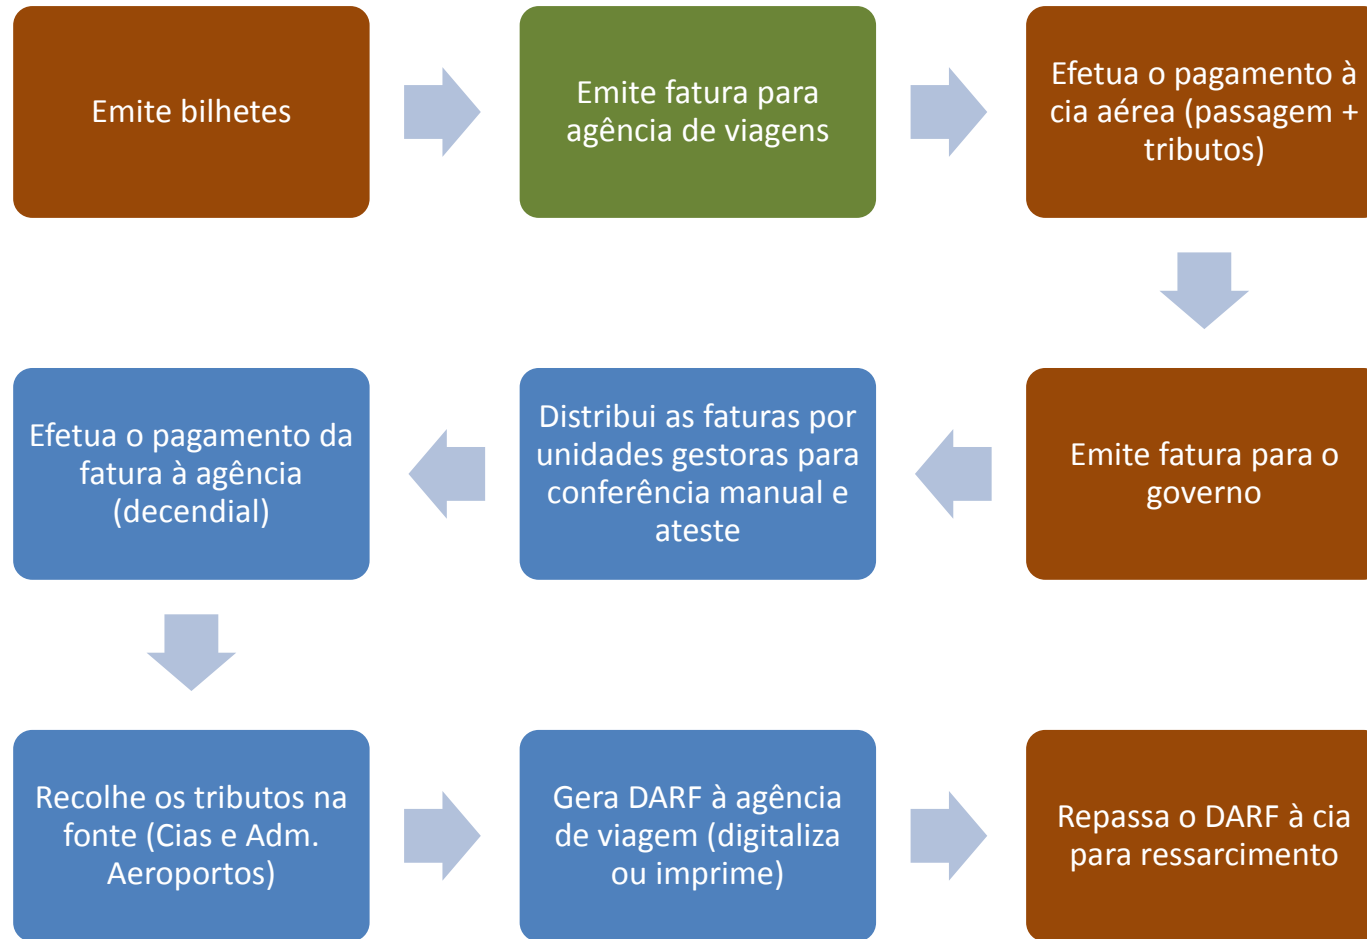 Emite bilhetes
Emite fatura para
agência de viagens
Efetua o pagamento à
cia aérea (passagem +
tributos)
Efetua o pagamento da
fatura à agência
(decendial)
Distribui as faturas por
unidades gestoras para
conferência manual e
ateste
Emite fatura para o
governo
Recolhe os tributos na
fonte (Cias e Adm.
Aeroportos)
Gera DARF à agência
de viagem (digitaliza
ou imprime)
Repassa o DARF à cia
para ressarcimento